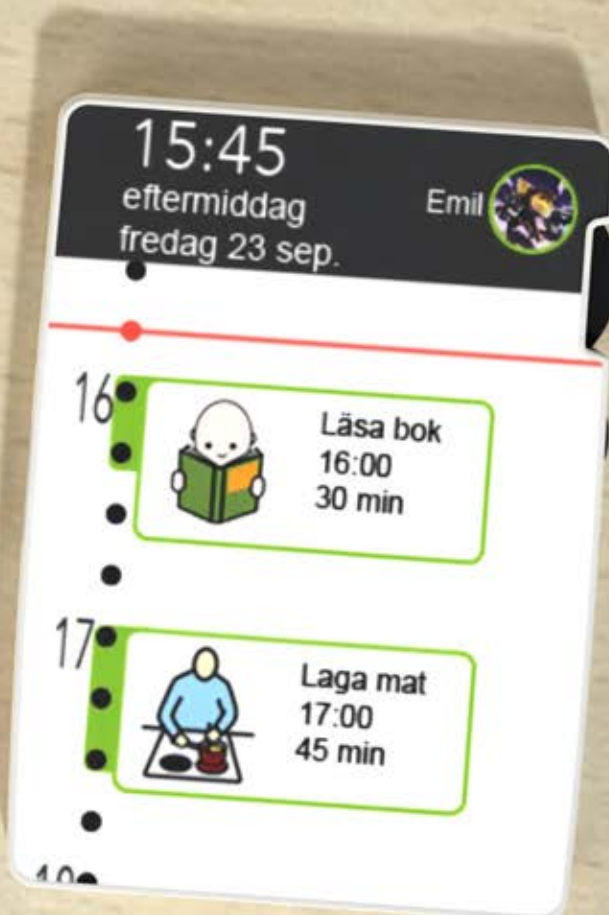 15:45
eftermiddag
fredag 23 sep.
Emil
16
Läsa bok
16:00
30 min
17
Laga mat
17:00
45 min